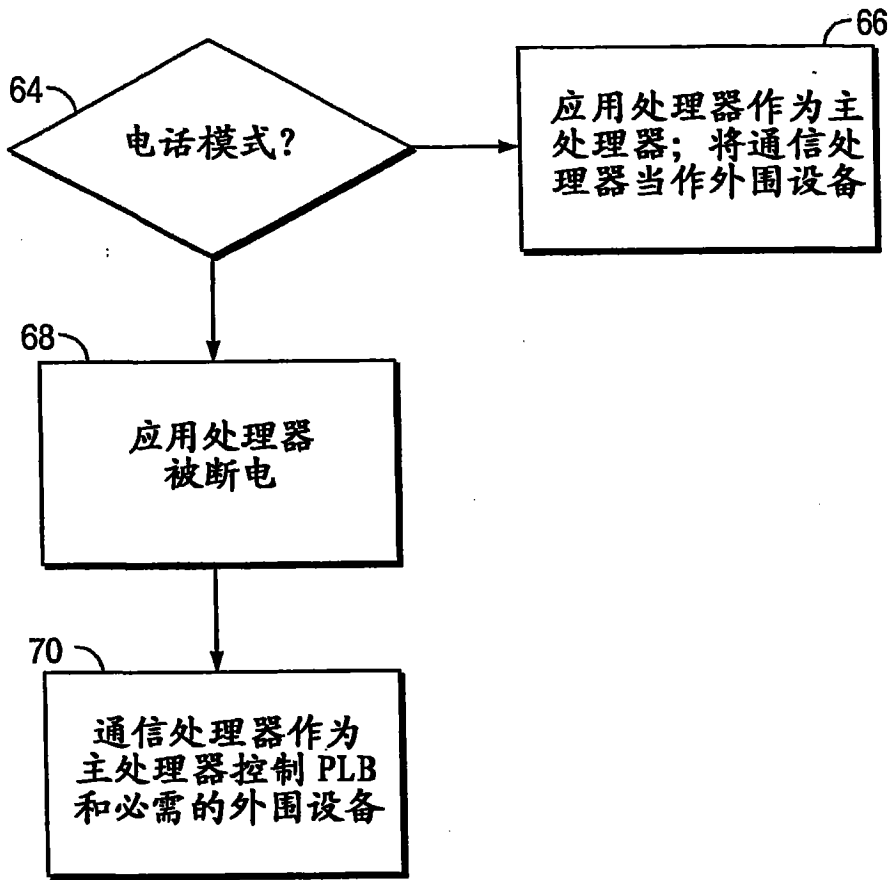 64
电话模式?
66
应用处理器作为主
处理器；将通信处
理器当作外围设备
68
应用处理器
被断电
70
通信处理器作为
主处理器控制 PLB
和必需的外围设备